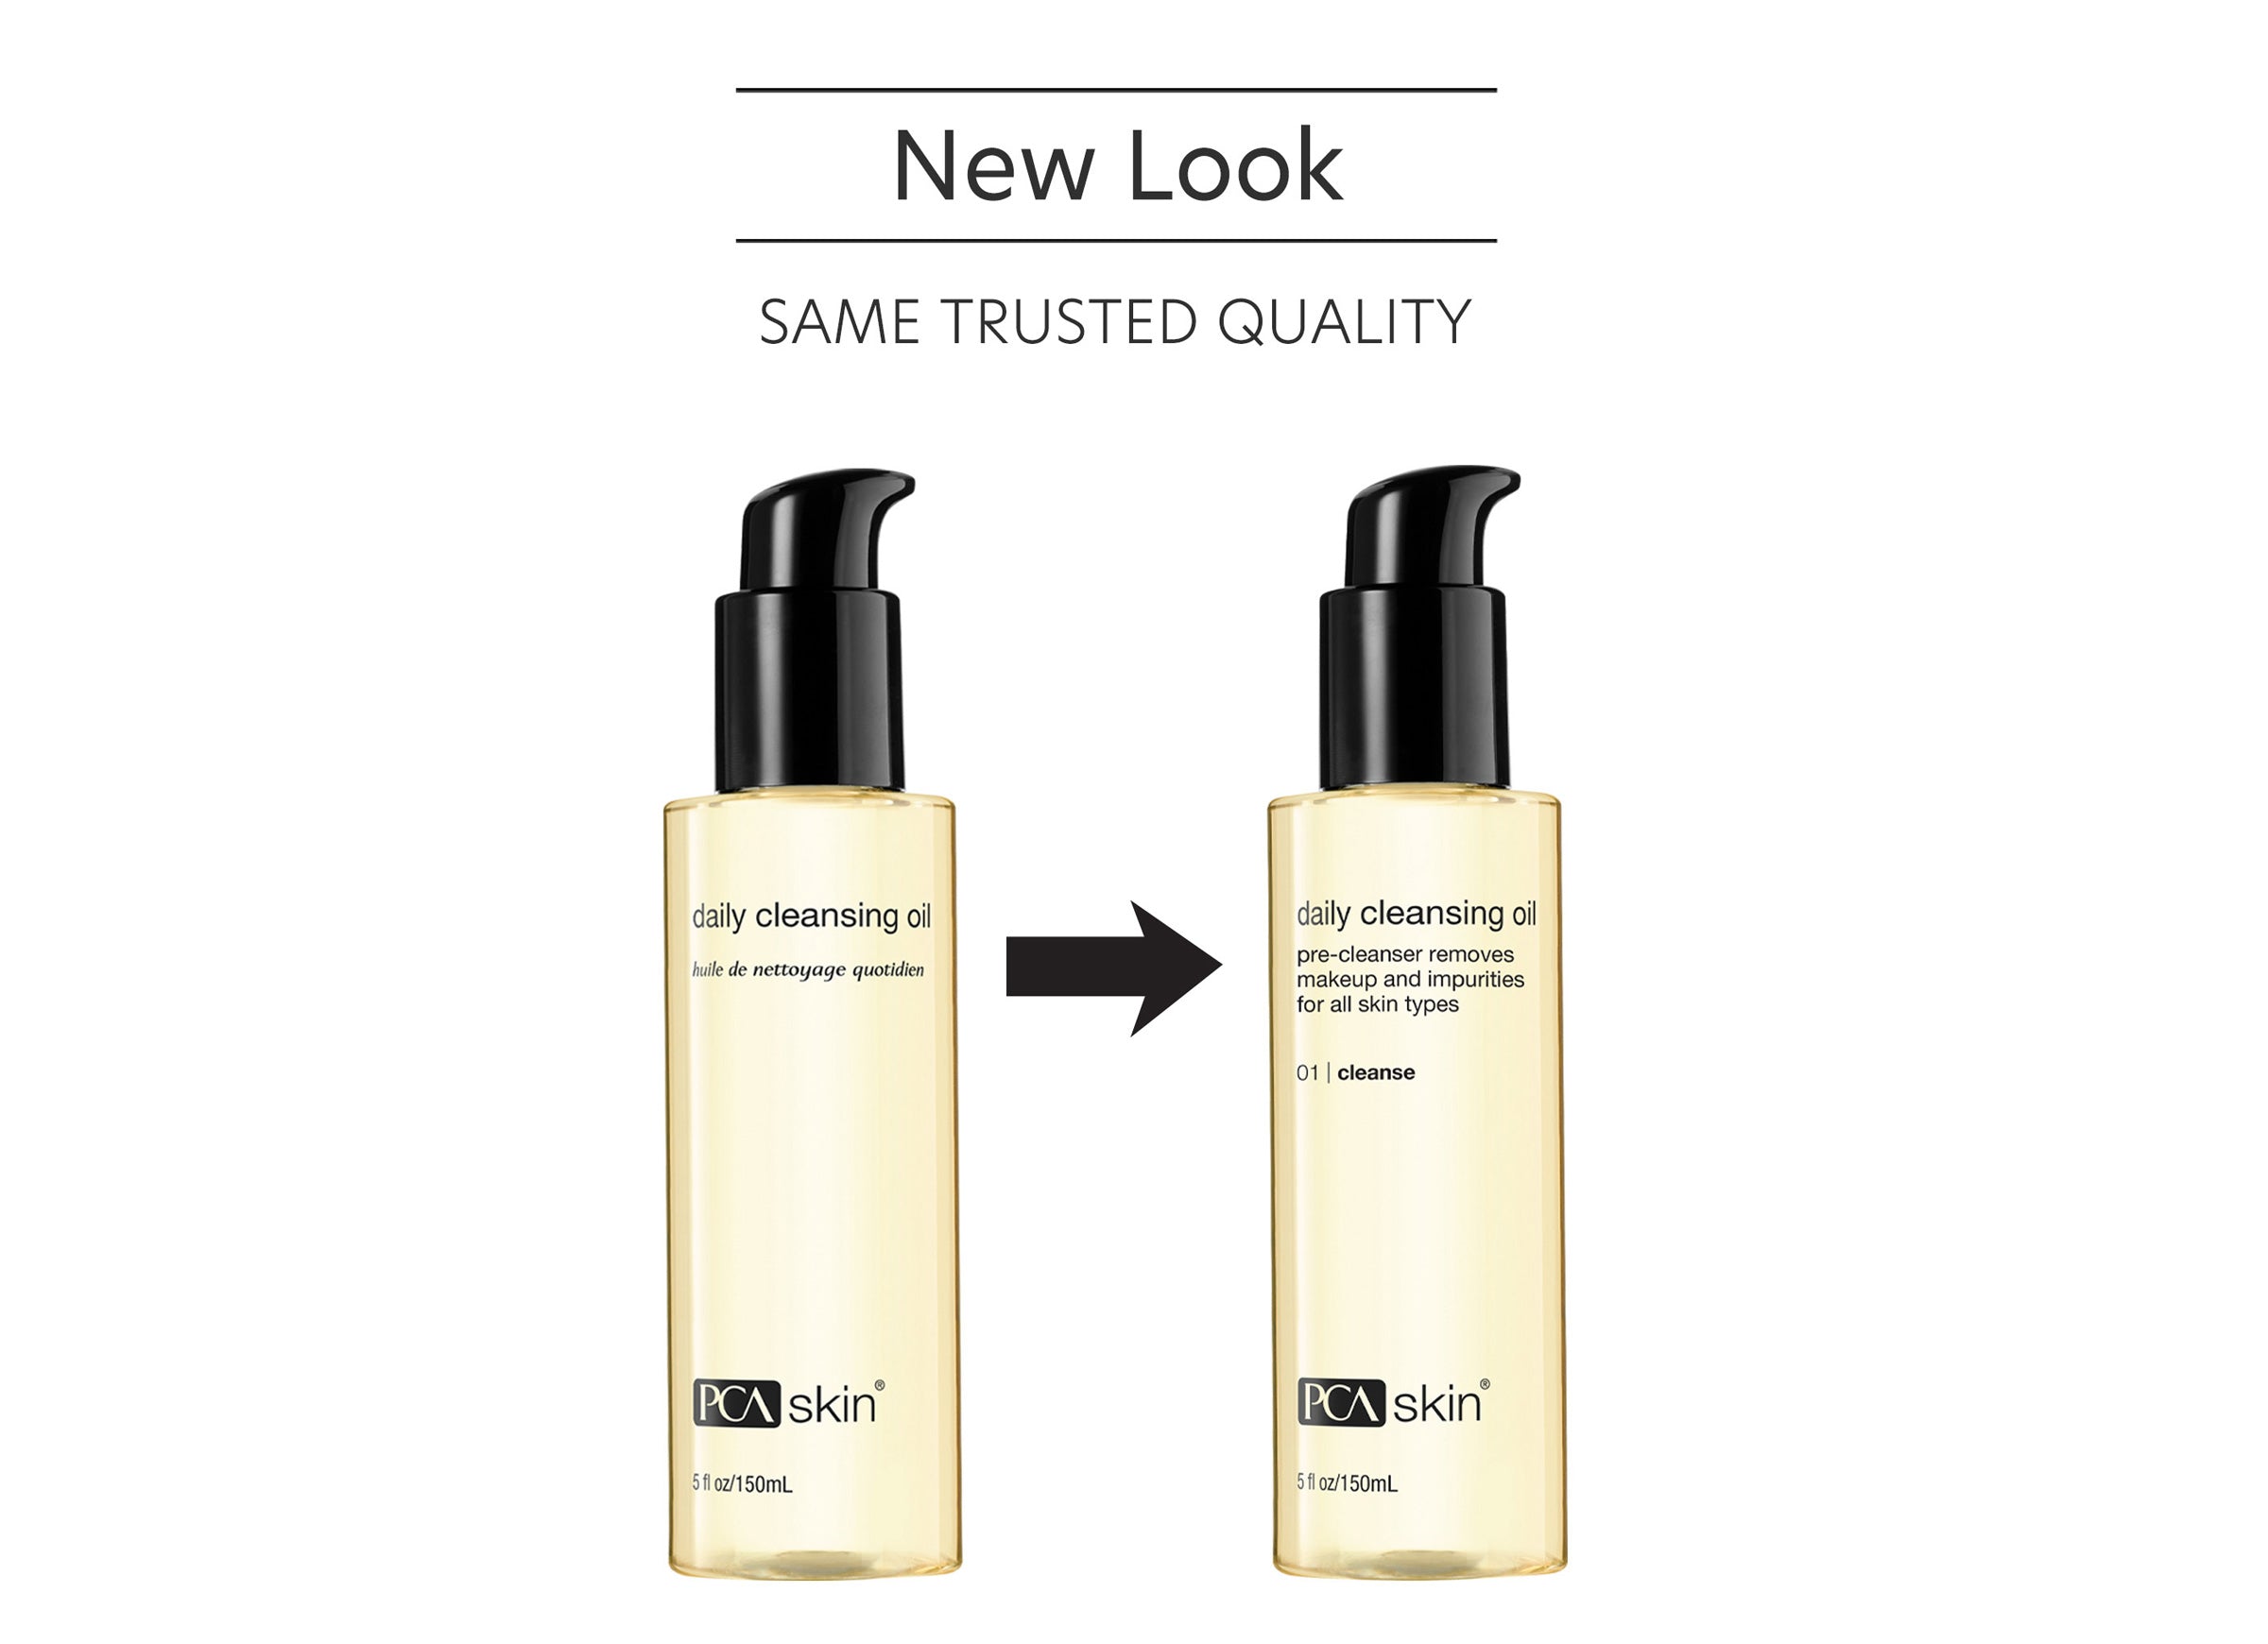 New Look
SAME TRUSTED QUALITY
daily cleansing oil
huile de nettoyage quotidien
PCA skin®
5 fl oz/150mL
daily cleansing oil
pre-cleanser removes
makeup and impurities
for all skin types
01 | cleanse
PCA skin®
5 fl oz/150mL